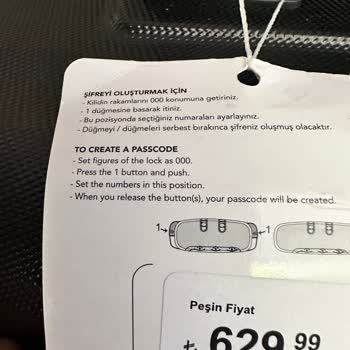 ŞİFREYİ OLUŞTURMAK İÇİN
- Kilidin rakamlarını 000 konumuna getiriniz.
- 1 düğmesine basarak itiniz.
- Bu pozisyonda seçtiğiniz numaraları ayarlayınız.
- Düğmeyi / düğmeleri serbest bırakınca şifreniz oluşmuş olacaktır.
TO CREATE A PASSCODE
- Set figures of the lock as 000.
- Press the 1 button and push.
- Set the numbers in this position.
- When you release the button(s), your passcode will be created.
1 1
Peşin Fiyat
₺ 629,99